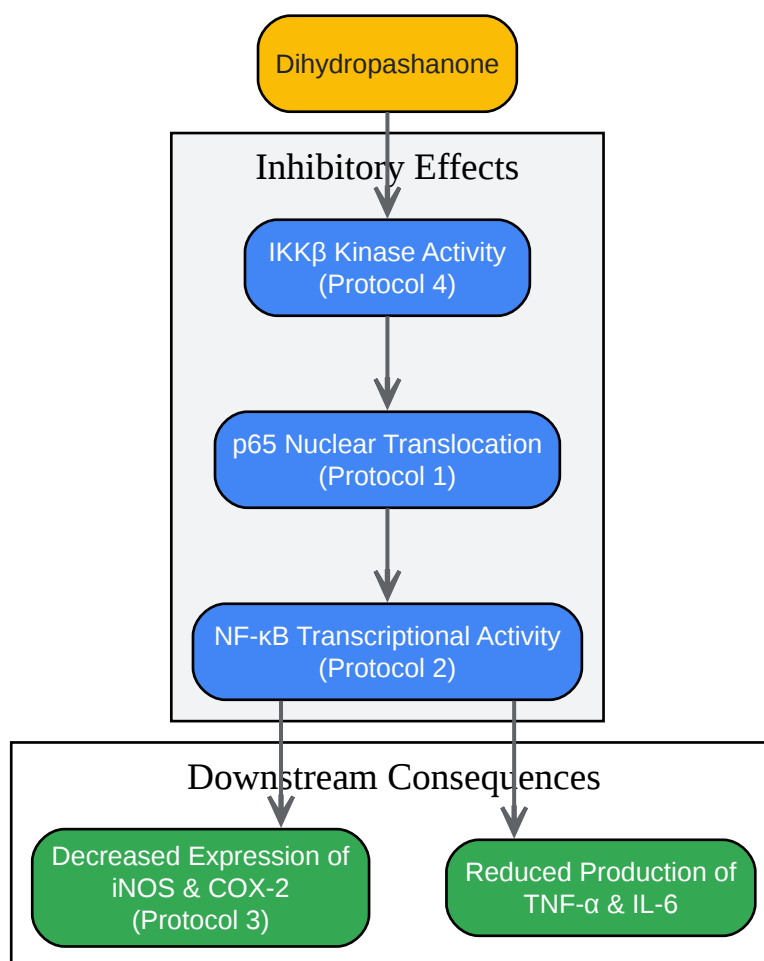 Dihydropashanone
Inhibitory Effects
IKKβ Kinase Activity
(Protocol 4)
p65 Nuclear Translocation
(Protocol 1)
NF-κB Transcriptional Activity
(Protocol 2)
Downstream Consequences
Decreased Expression of
iNOS & COX-2
(Protocol 3)
Reduced Production of
TNF-α & IL-6